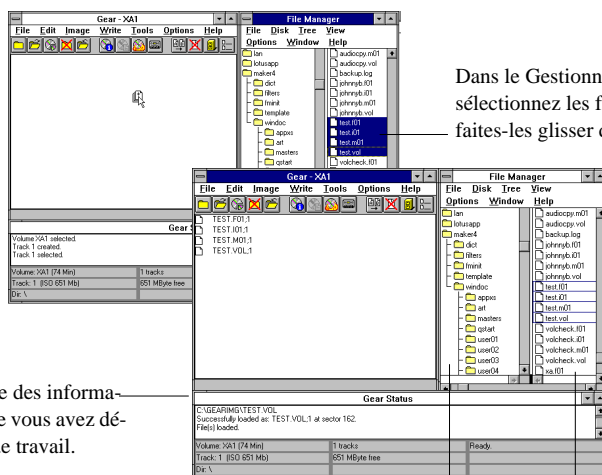 Gear - XA1
File Edit Image Write Tools Options Help
File Manager
File Disk Tree View
Options Window Help
lan
lotusapp
maker4
dict
filters
fminit
template
windoc
appxs
art
masters
qstart
audiocpy.m01
audiocpy.vol
backup.log
johnnyb.f01
johnnyb.i01
johnnyb.m01
johnnyb.vol
test.f01
test.i01
test.m01
test.vol
volcheck.f01
Dans le Gestionn
sélectionnez les f
faites-les glisser d
Gear
Volume XA1 selected.
Track 1 created.
Track 1 selected.
Volume: XA1 (74 Min)
1 tracks
Track: 1 (ISO 651 Mb)
651 MByte free
Dir: \
Gear - XA1
File Edit Image Write Tools Options Help
TEST.F01;1
TEST.I01;1
TEST.M01;1
TEST.VOL;1
File Manager
File Disk Tree View
Options Window Help
lan
lotusapp
maker4
dict
filters
fminit
template
windoc
appxs
art
masters
qstart
user01
user02
user03
user04
audiocpy.m01
audiocpy.vol
backup.log
johnnyb.f01
johnnyb.i01
johnnyb.m01
johnnyb.vol
test.f01
test.i01
test.m01
test.vol
volcheck.f01
volcheck.i01
volcheck.m01
volcheck.vol
xa.f01
Gear Status
C:\GEARIMG\TEST.VOL
Successfully loaded as: TEST.VOL;1 at sector 162.
File(s) loaded.
Volume: XA1 (74 Min)
1 tracks
Ready.
Track: 1 (ISO 651 Mb)
651 MByte free
Dir: \
e des informa-
e vous avez dé-
e travail.